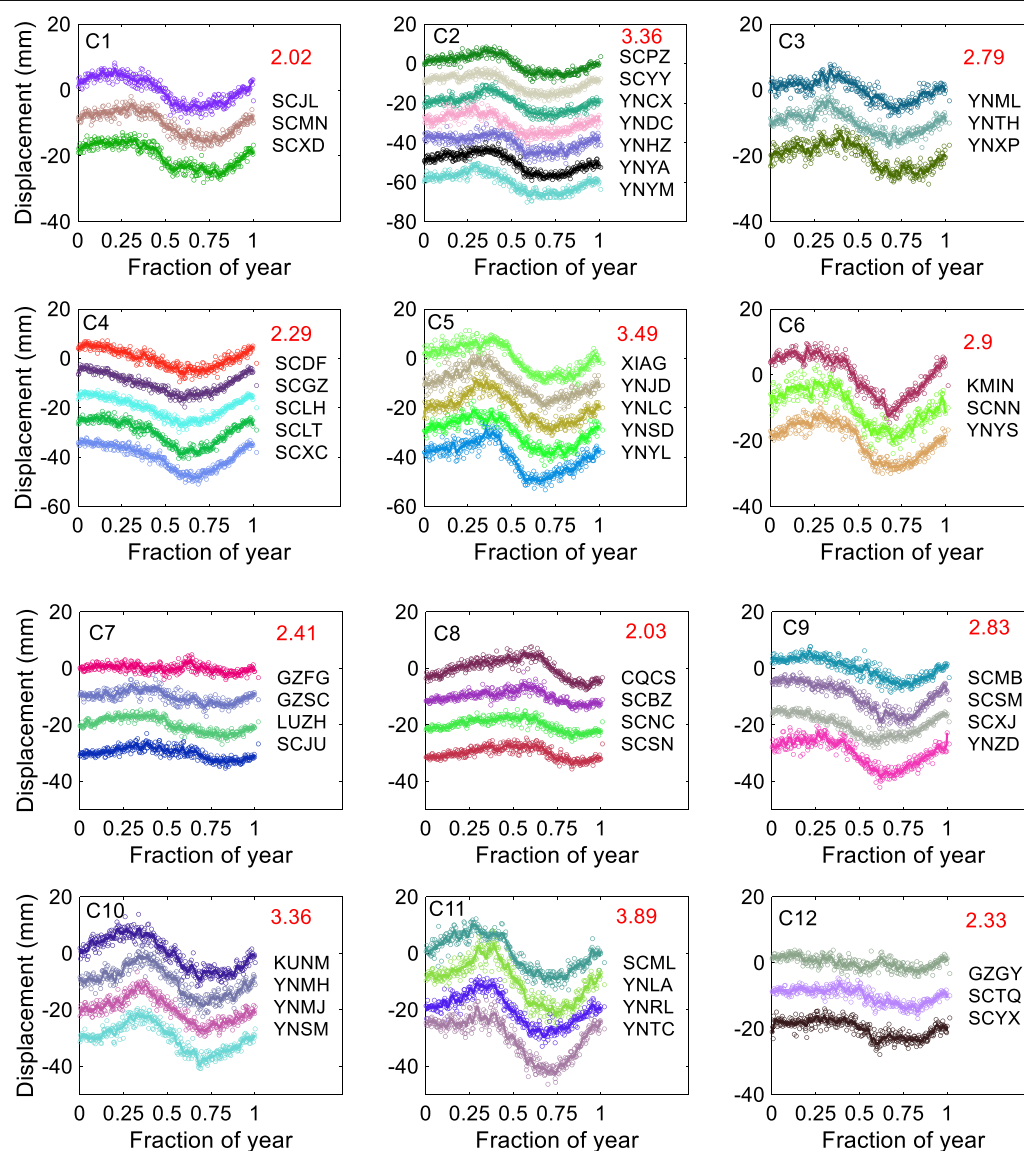 C1
2.02
SCJL
SCMN
SCXD
20
0
-20
-40
Displacement (mm)
0 0.25 0.5 0.75 1
Fraction of year
C2
3.36
SCPZ
SCYY
YNCX
YNDC
YNHZ
YNYA
YNYM
20
0
-20
-40
-60
-80
0 0.25 0.5 0.75 1
Fraction of year
C3
2.79
YNML
YNTH
YNXP
20
0
-20
-40
0 0.25 0.5 0.75 1
Fraction of year
C4
2.29
SCDF
SCGZ
SCLH
SCLT
SCXC
20
0
-20
-40
-60
Displacement (mm)
0 0.25 0.5 0.75 1
Fraction of year
C5
3.49
XIAG
YNJD
YNLC
YNSD
YNYL
20
0
-20
-40
-60
0 0.25 0.5 0.75 1
Fraction of year
C6
2.9
KMIN
SCNN
YNYS
20
0
-20
-40
0 0.25 0.5 0.75 1
Fraction of year
C7
2.41
GZFG
GZSC
LUZH
SCJU
20
0
-20
-40
Displacement (mm)
0 0.25 0.5 0.75 1
Fraction of year
C8
2.03
CQCS
SCBZ
SCNC
SCSN
20
0
-20
-40
0 0.25 0.5 0.75 1
Fraction of year
C9
2.83
SCMB
SCSM
SCXJ
YNZD
20
0
-20
-40
0 0.25 0.5 0.75 1
Fraction of year
C10
3.36
KUNM
YNMH
YNMJ
YNSM
20
0
-20
-40
Displacement (mm)
0 0.25 0.5 0.75 1
Fraction of year
C11
3.89
SCML
YNLA
YNRL
YNTC
20
0
-20
-40
0 0.25 0.5 0.75 1
Fraction of year
C12
2.33
GZGY
SCTQ
SCYX
20
0
-20
-40
0 0.25 0.5 0.75 1
Fraction of year